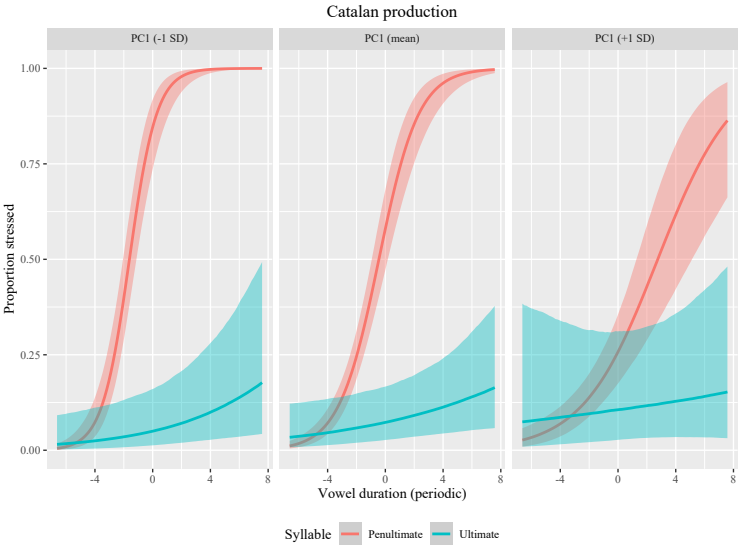 Catalan production
PC1 (-1 SD) PC1 (mean) PC1 (+1 SD)
Proportion stressed
1.00
0.75
0.50
0.25
0.00
-4 0 4 8 -4 0 4 8 -4 0 4 8
Vowel duration (periodic)
Syllable Penultimate Ultimate